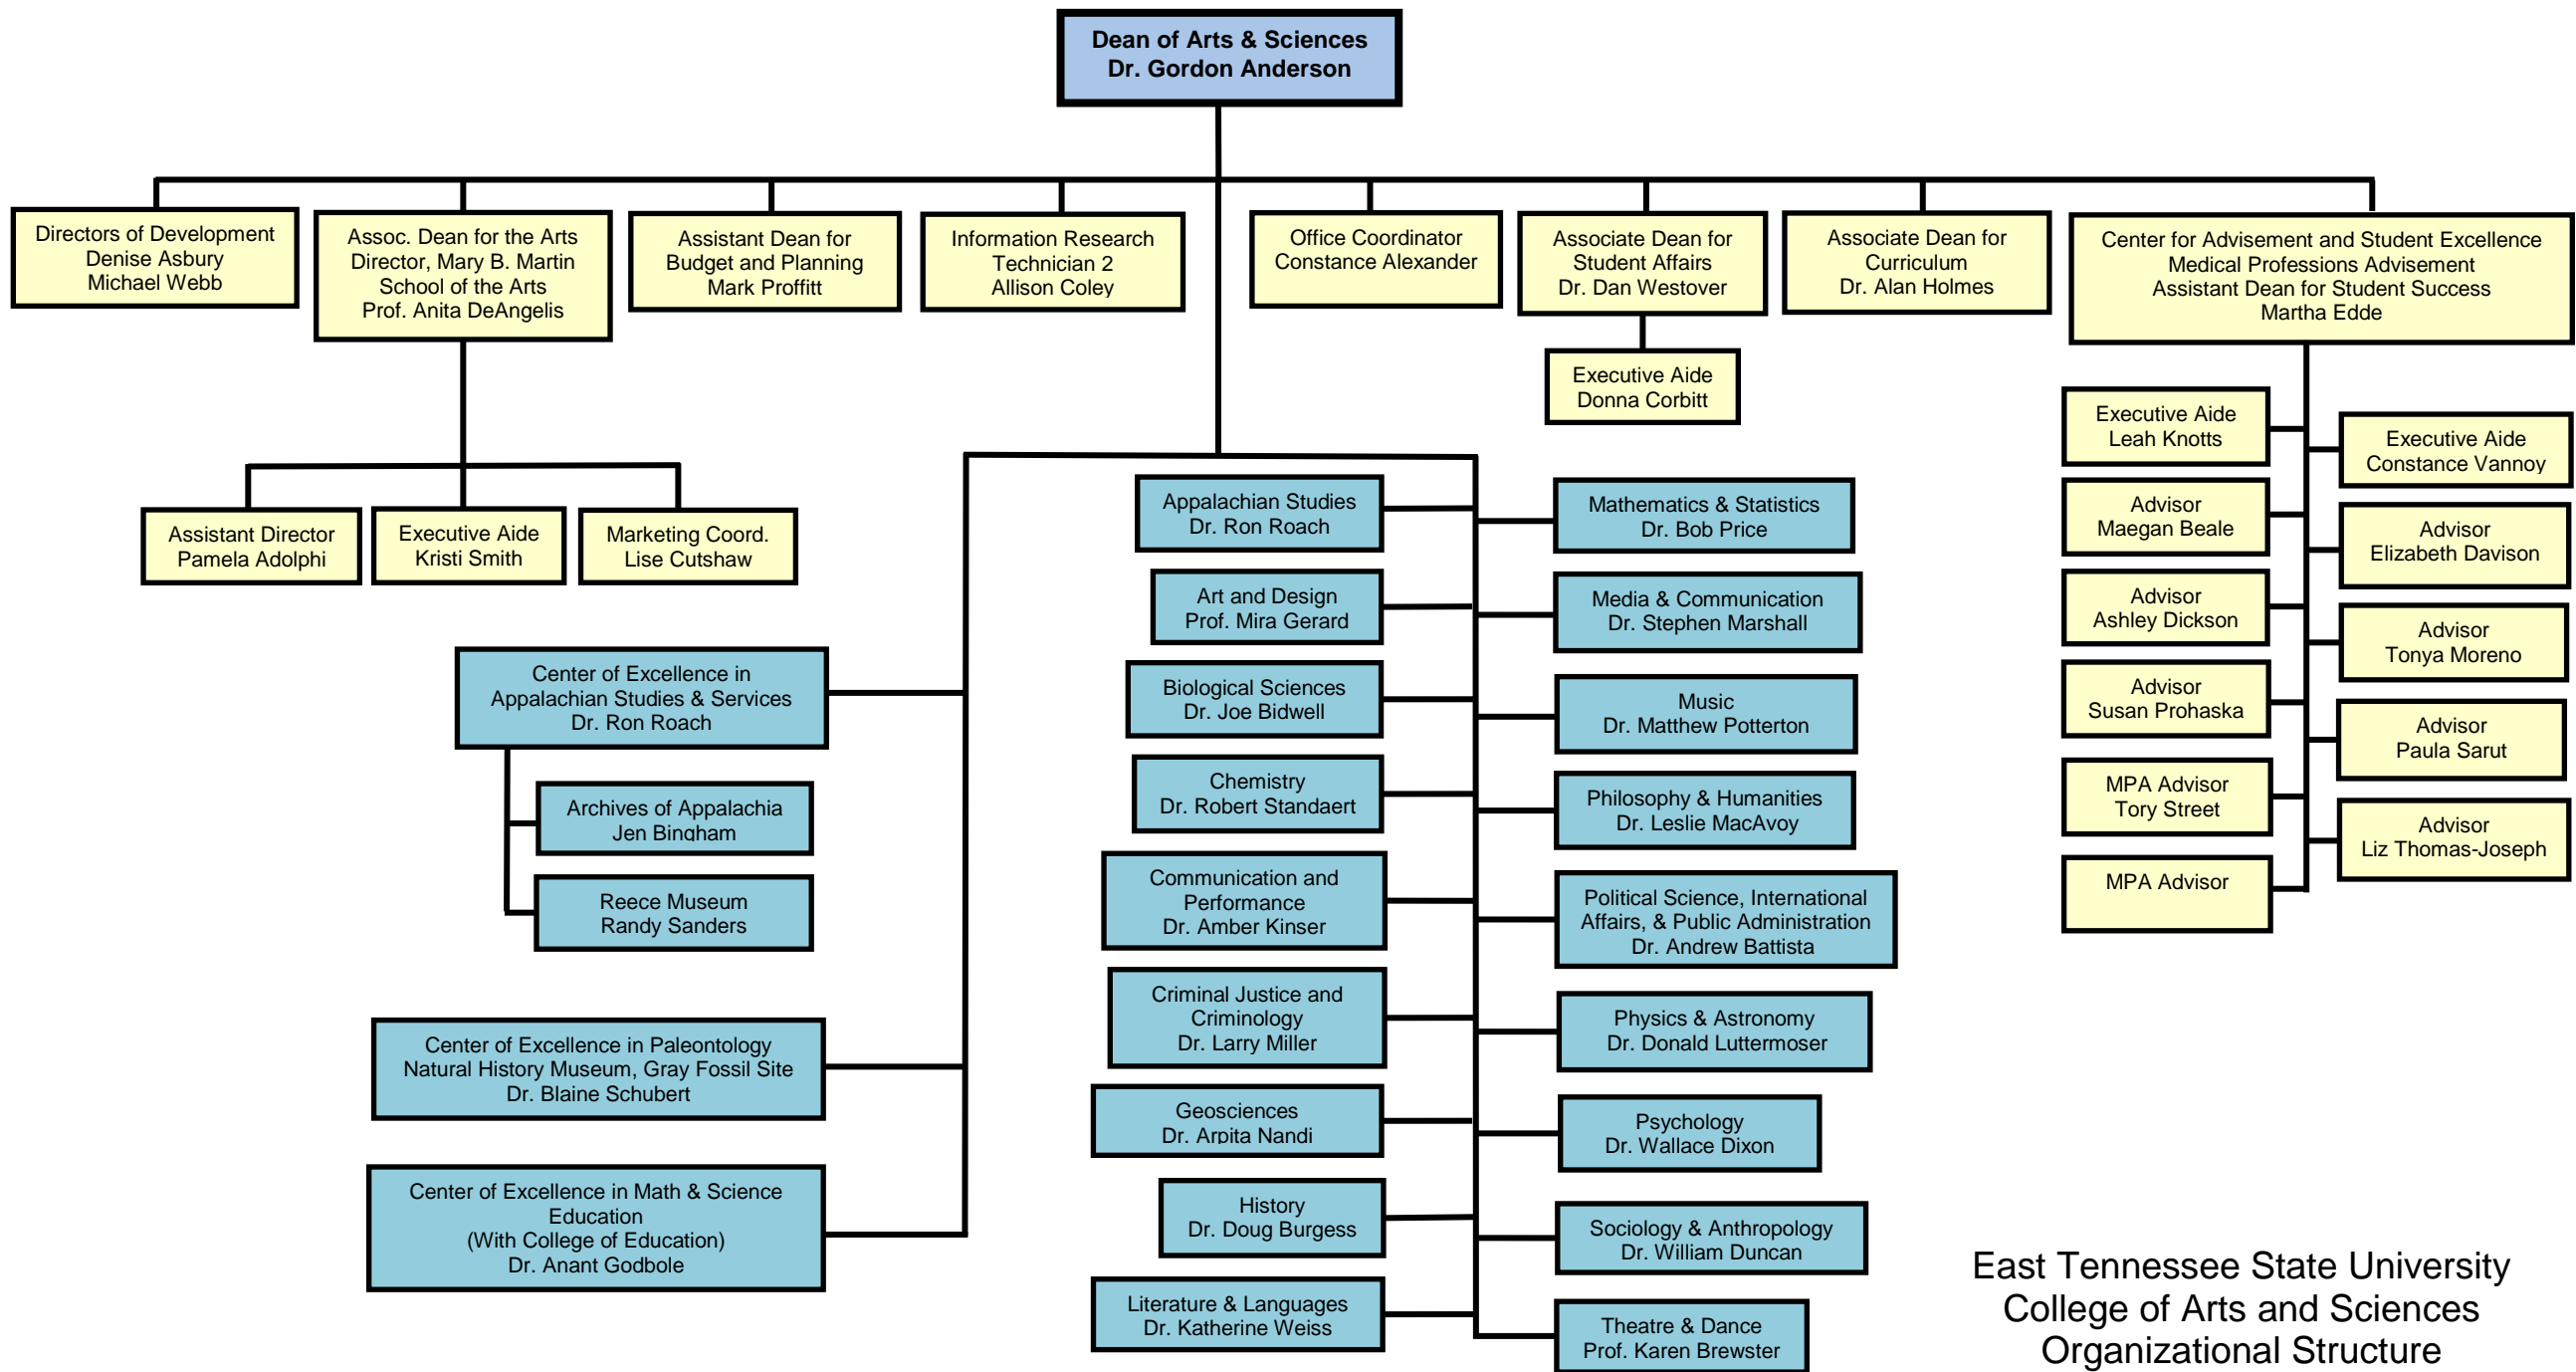 Dean of Arts & Sciences
Dr. Gordon Anderson
Directors of Development
Denise Asbury
Michael Webb
Assoc. Dean for the Arts
Director, Mary B. Martin
School of the Arts
Prof. Anita DeAngelis
Assistant Dean for
Budget and Planning
Mark Proffitt
Information Research
Technician 2
Allison Coley
Office Coordinator
Constance Alexander
Associate Dean for
Student Affairs
Dr. Dan Westover
Associate Dean for
Curriculum
Dr. Alan Holmes
Center for Advisement and Student Excellence
Medical Professions Advisement
Assistant Dean for Student Success
Martha Edde
Executive Aide
Donna Corbitt
Executive Aide
Leah Knotts
Executive Aide
Constance Vannoy
Advisor
Maegan Beale
Advisor
Elizabeth Davison
Advisor
Ashley Dickson
Advisor
Tonya Moreno
Advisor
Susan Prohaska
Advisor
Paula Sarut
MPA Advisor
Tory Street
Advisor
Liz Thomas-Joseph
MPA Advisor
Assistant Director
Pamela Adolphi
Executive Aide
Kristi Smith
Marketing Coord.
Lise Cutshaw
Center of Excellence in
Appalachian Studies & Services
Dr. Ron Roach
Archives of Appalachia
Jen Bingham
Reece Museum
Randy Sanders
Center of Excellence in Paleontology
Natural History Museum, Gray Fossil Site
Dr. Blaine Schubert
Center of Excellence in Math & Science
Education
(With College of Education)
Dr. Anant Godbole
Appalachian Studies
Dr. Ron Roach
Art and Design
Prof. Mira Gerard
Biological Sciences
Dr. Joe Bidwell
Chemistry
Dr. Robert Standaert
Communication and
Performance
Dr. Amber Kinser
Criminal Justice and
Criminology
Dr. Larry Miller
Geosciences
Dr. Arpita Nandi
History
Dr. Doug Burgess
Literature & Languages
Dr. Katherine Weiss
Mathematics & Statistics
Dr. Bob Price
Media & Communication
Dr. Stephen Marshall
Music
Dr. Matthew Potterton
Philosophy & Humanities
Dr. Leslie MacAvoy
Political Science, International
Affairs, & Public Administration
Dr. Andrew Battista
Physics & Astronomy
Dr. Donald Luttermoser
Psychology
Dr. Wallace Dixon
Sociology & Anthropology
Dr. William Duncan
Theatre & Dance
Prof. Karen Brewster
East Tennessee State University
College of Arts and Sciences
Organizational Structure